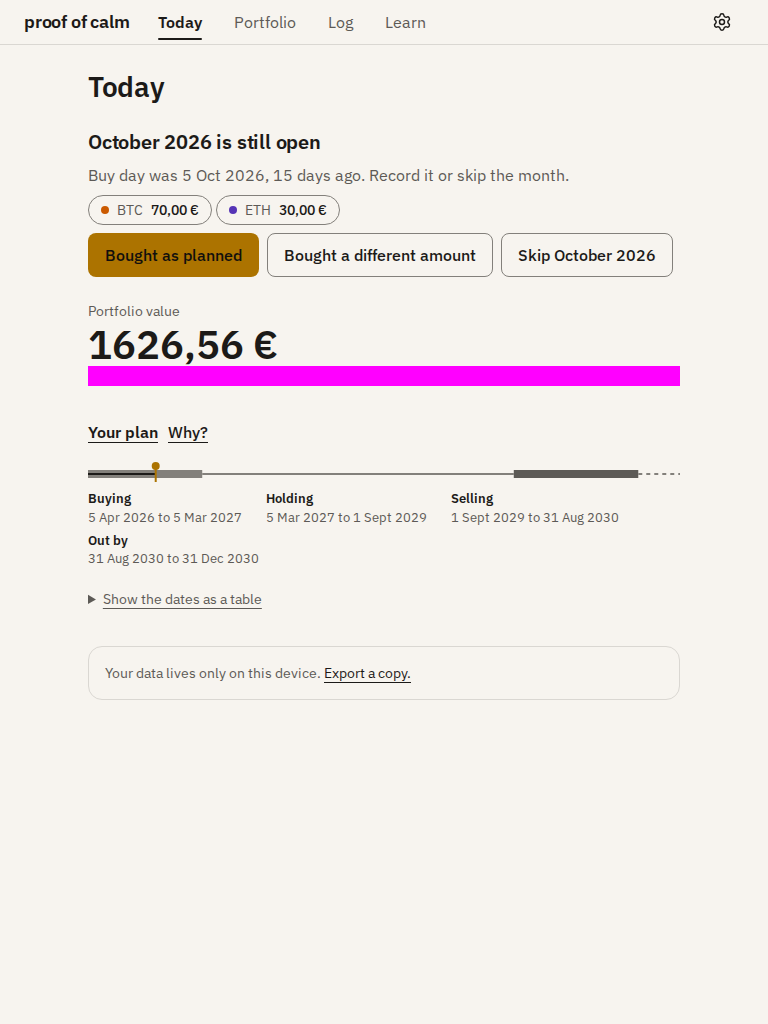 proof of calm Today Portfolio Log Learn
Today
October 2026 is still open
Buy day was 5 Oct 2026, 15 days ago. Record it or skip the month.
BTC 70,00 € ETH 30,00 €
Bought as planned Bought a different amount Skip October 2026
Portfolio value
1626,56 €
Your plan Why?
Buying Holding Selling
5 Apr 2026 to 5 Mar 2027 5 Mar 2027 to 1 Sept 2029 1 Sept 2029 to 31 Aug 2030
Out by
31 Aug 2030 to 31 Dec 2030
Show the dates as a table
Your data lives only on this device. Export a copy.